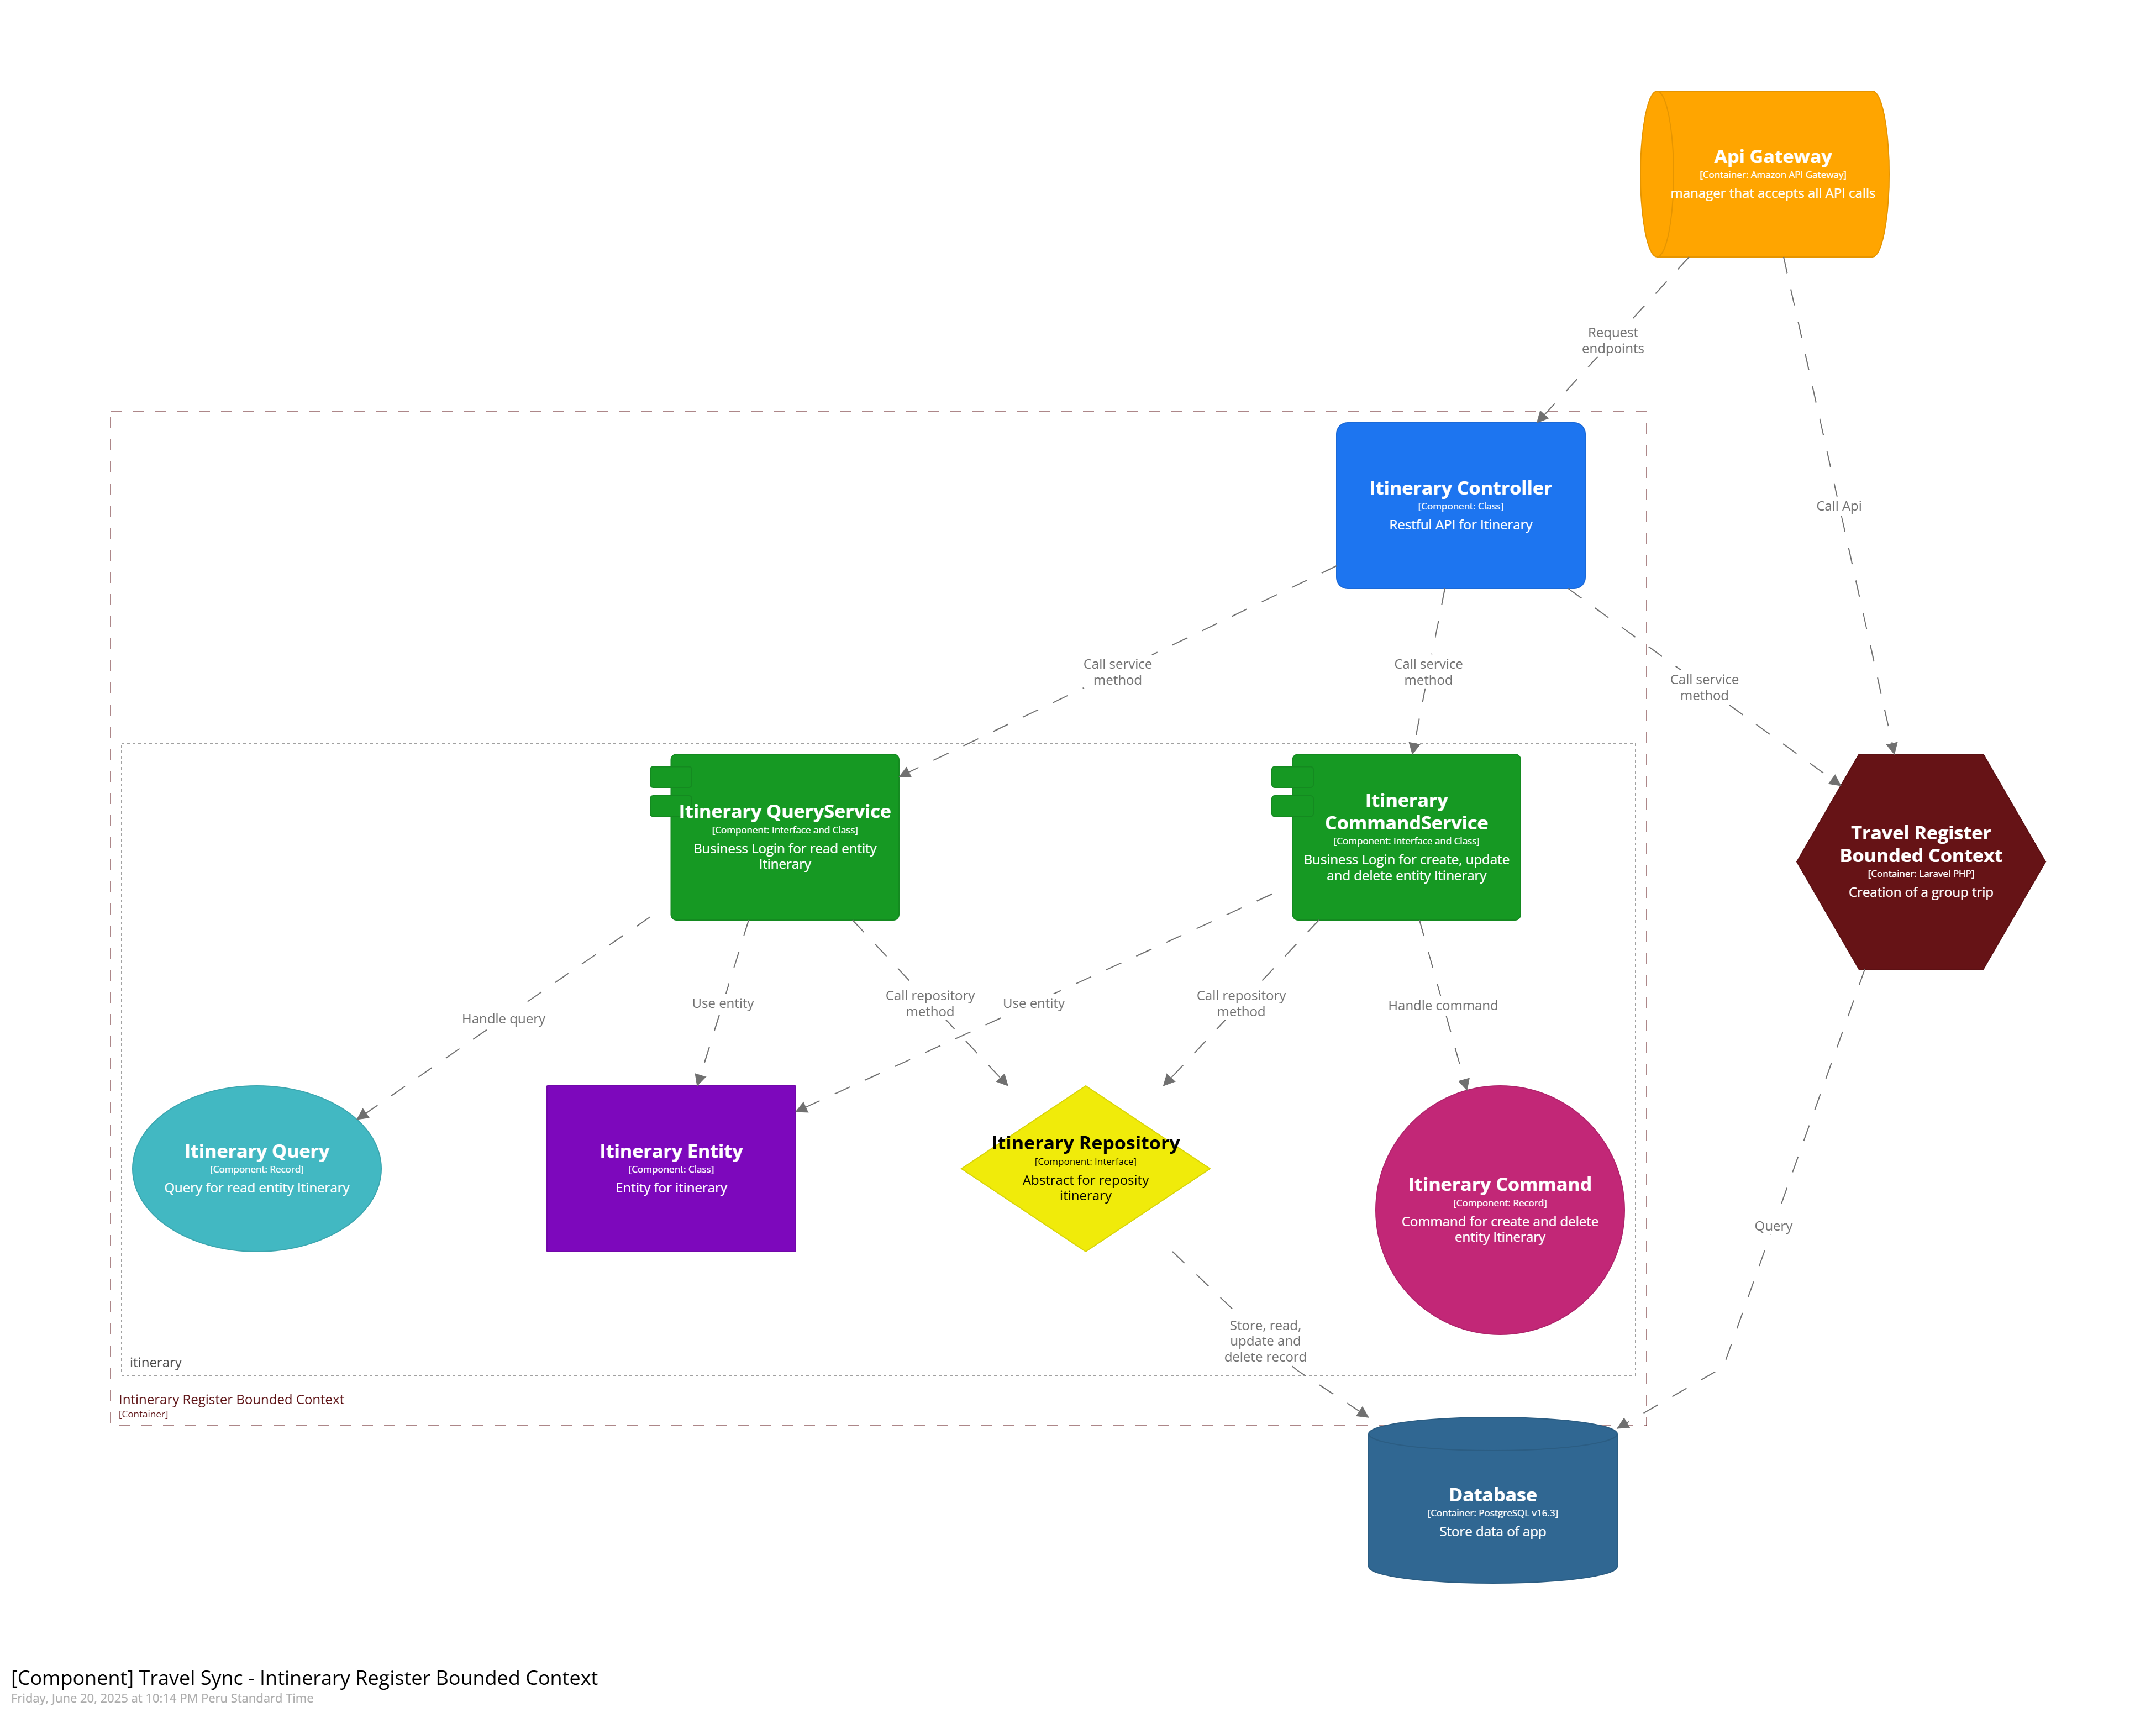 Api Gateway
[Container: Amazon API Gateway]
manager that accepts all API calls
Request
endpoints
Call Api
Itinerary Controller
[Component: Class]
Restful API for Itinerary
Call service
method
Call service
method
Call service
method
Itinerary QueryService
[Component: Interface and Class]
Business Login for read entity
Itinerary
Itinerary
CommandService
[Component: Interface and Class]
Business Login for create, update
and delete entity Itinerary
Travel Register
Bounded Context
[Container: Laravel PHP]
Creation of a group trip
Handle query
Use entity
Call repository
method
Use entity
Call repository
method
Handle command
Itinerary Query
[Component: Record]
Query for read entity Itinerary
Itinerary Entity
[Component: Class]
Entity for itinerary
Itinerary Repository
[Component: Interface]
Abstract for reposity
itinerary
Itinerary Command
[Component: Record]
Command for create and delete
entity Itinerary
Query
Store, read,
update and
delete record
itinerary
Intinerary Register Bounded Context
[Container]
Database
[Container: PostgreSQL v16.3]
Store data of app
[Component] Travel Sync - Intinerary Register Bounded Context
Friday, June 20, 2025 at 10:14 PM Peru Standard Time